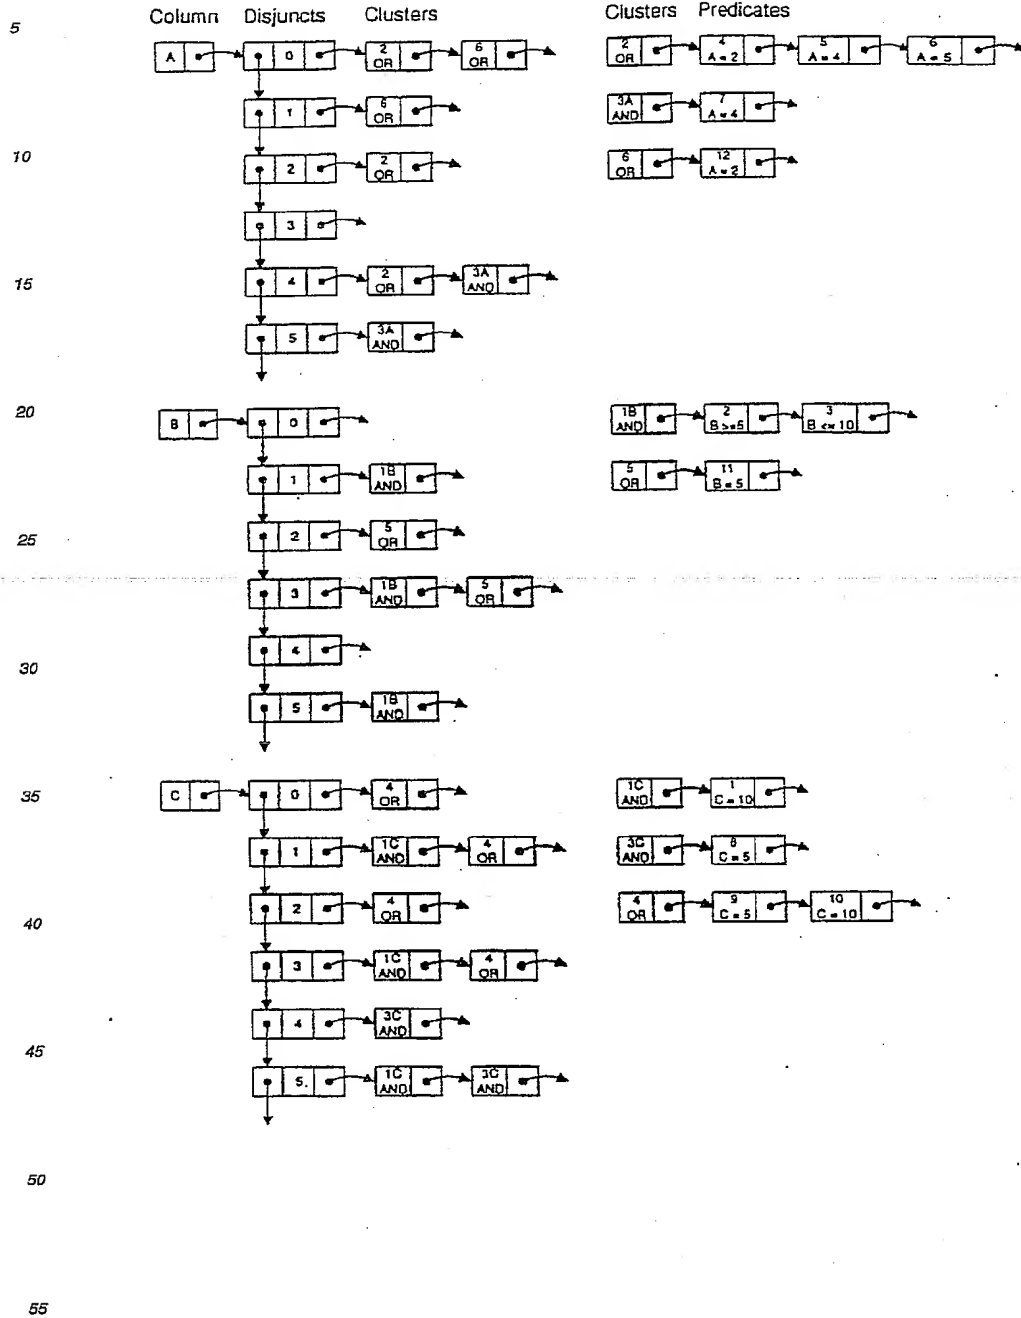 Column Disjuncts Clusters Clusters Predicates
5
A 0 2 OR 6 OR 2 OR 4 A = 2 5 A = 4 6 A = 5
1 6 OR 3A AND 7 A = 4
10
2 2 OR 6 OR 12 A = 2
3
15
4 2 OR 3A AND
5 3A AND
20
B 0 1B AND 2 B >= 5 3 B <= 10
1 1B AND 5 OR 11 B = 5
25
2 5 OR
3 1B AND 5 OR
30
4
5 1B AND
35
C 0 4 OR 1C AND 1 C = 10
1 1C AND 4 OR 3C AND 8 C = 5
40
2 4 OR 4 OR 9 C = 5 10 C = 10
3 1C AND 4 OR
4 3C AND
45
5. 1C AND 3C AND
50
55